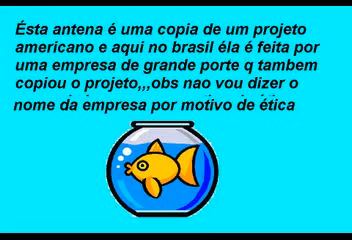 Ésta antena é uma copia de um projeto
americano e aqui no brasil éla é feita por
uma empresa de grande porte q tambem
copiou o projeto,,,obs nao vou dizer o
nome da empresa por motivo de ética